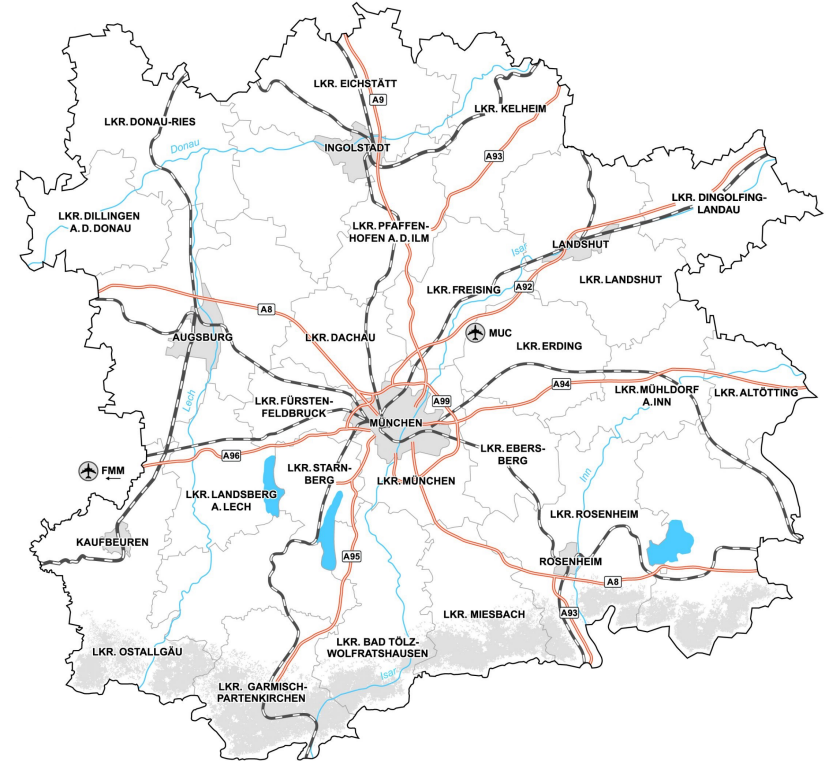 LKR. EICHSTÄTT
A9
LKR. KELHEIM
LKR. DONAU-RIES
Donau
INGOLSTADT
A93
LKR. DINGOLFING-
LANDAU
LKR. DILLINGEN
A. D. DONAU
LKR. PFAFFEN-
HOFEN A. D. ILM
Isar
LANDSHUT
LKR. LANDSHUT
LKR. FREISING
A92
A8
AUGSBURG
LKR. DACHAU
MUC
LKR. ERDING
A94
LKR. MÜHLDORF
A. INN
LKR. ALTÖTTING
Lech
LKR. FÜRSTEN-
FELDBRUCK
A99
MÜNCHEN
A96
FMM
LKR. STARN-
BERG
LKR. MÜNCHEN
LKR. EBERS-
BERG
Inn
LKR. LANDSBERG
A. LECH
LKR. ROSENHEIM
KAUFBEUREN
A95
ROSENHEIM
A8
A93
LKR. MIESBACH
LKR. OSTALLGÄU
LKR. BAD TÖLZ-
WOLFRATSHAUSEN
Isar
LKR. GARMISCH-
PARTENKIRCHEN